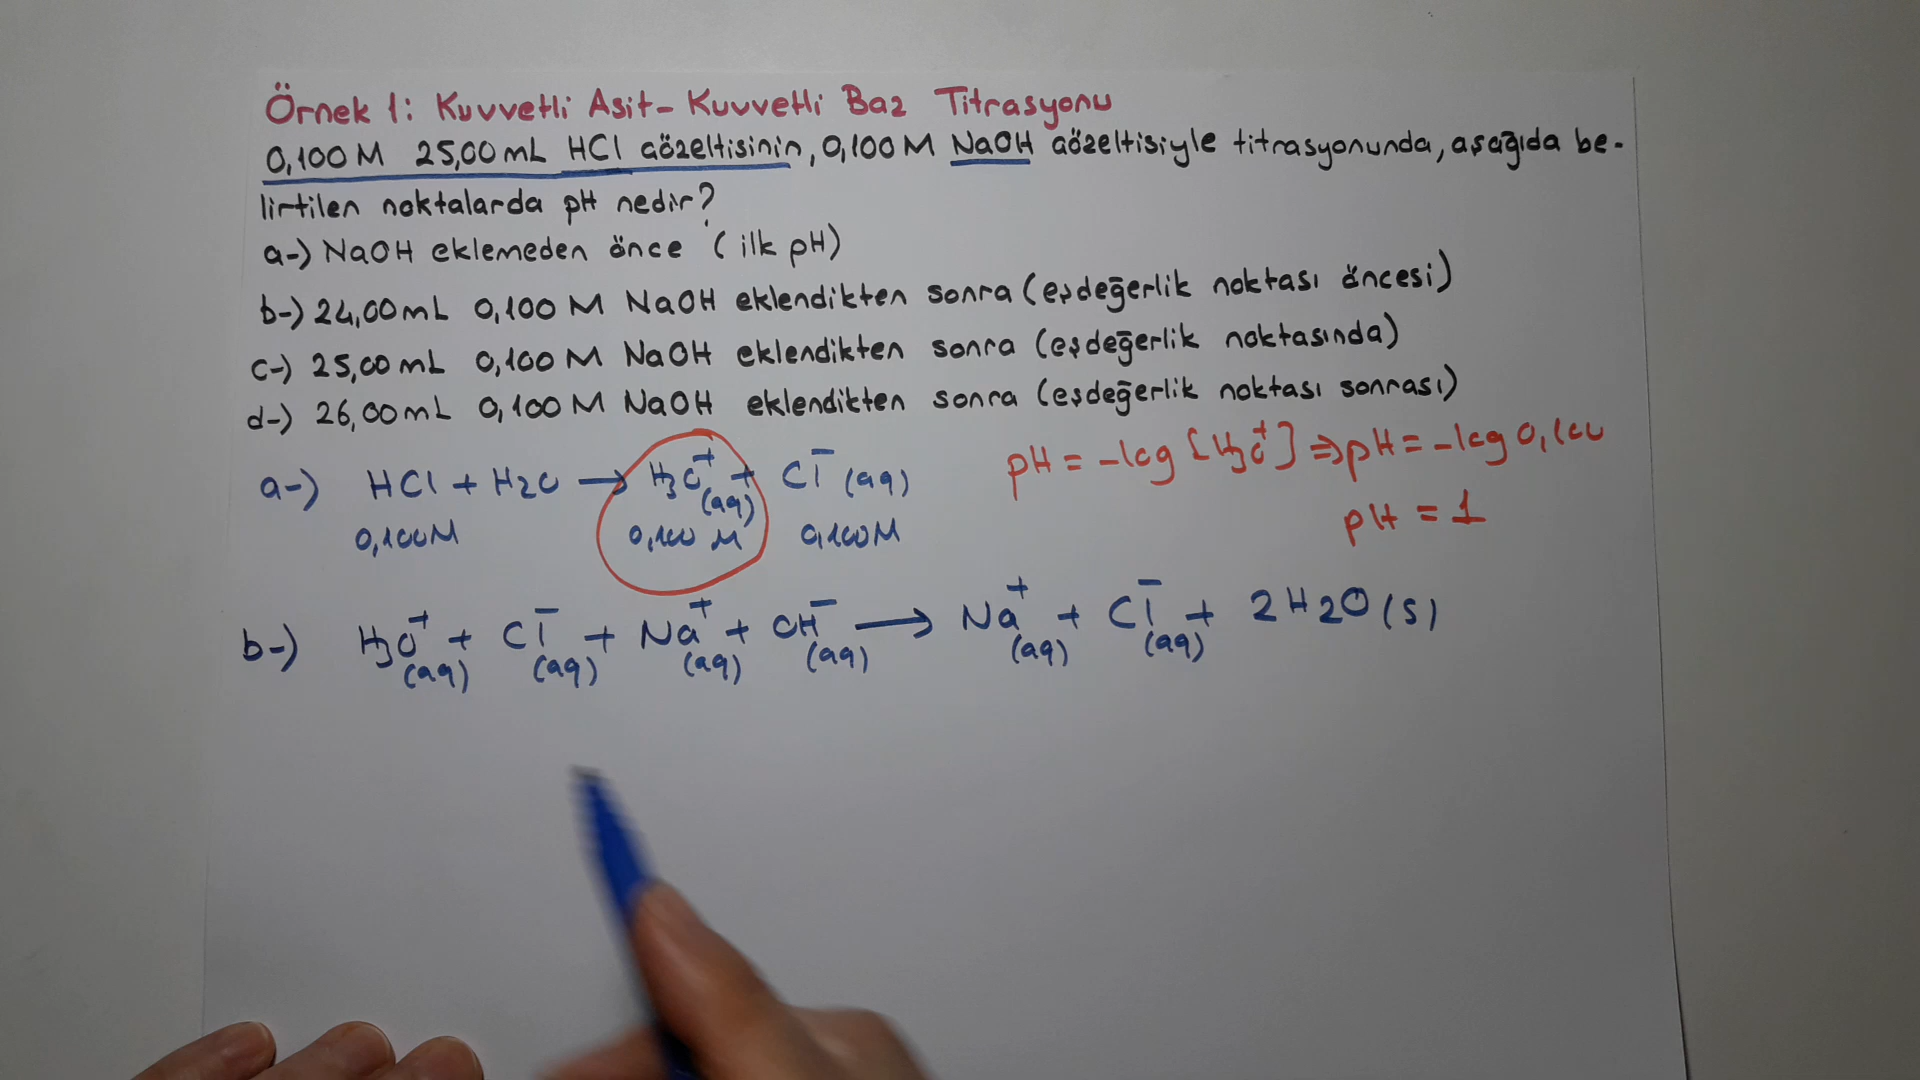 Örnek 1: Kuvvetli Asit-Kuvvetli Baz Titrasyonu
0,100 M 25,00 mL HCl çözeltisinin, 0,100 M NaOH çözeltisiyle titrasyonunda, aşağıda be-
lirtilen noktalarda pH nedir?
a-) NaOH eklemeden önce (ilk pH)
b-) 24,00 mL 0,100 M NaOH eklendikten sonra (eşdeğerlik noktası öncesi)
c-) 25,00 mL 0,100 M NaOH eklendikten sonra (eşdeğerlik noktasında)
d-) 26,00 mL 0,100 M NaOH eklendikten sonra (eşdeğerlik noktası sonrası)
a-) HCl + H2O → H3O+ (aq) + Cl- (aq)
0,100M 0,100 M 0,100M
pH = -log [H3O+] ⇒ pH = -log 0,100
pH = 1
b-) H3O+ (aq) + Cl- (aq) + Na+ (aq) + OH- (aq) → Na+ (aq) + Cl- (aq) + 2H2O (s)